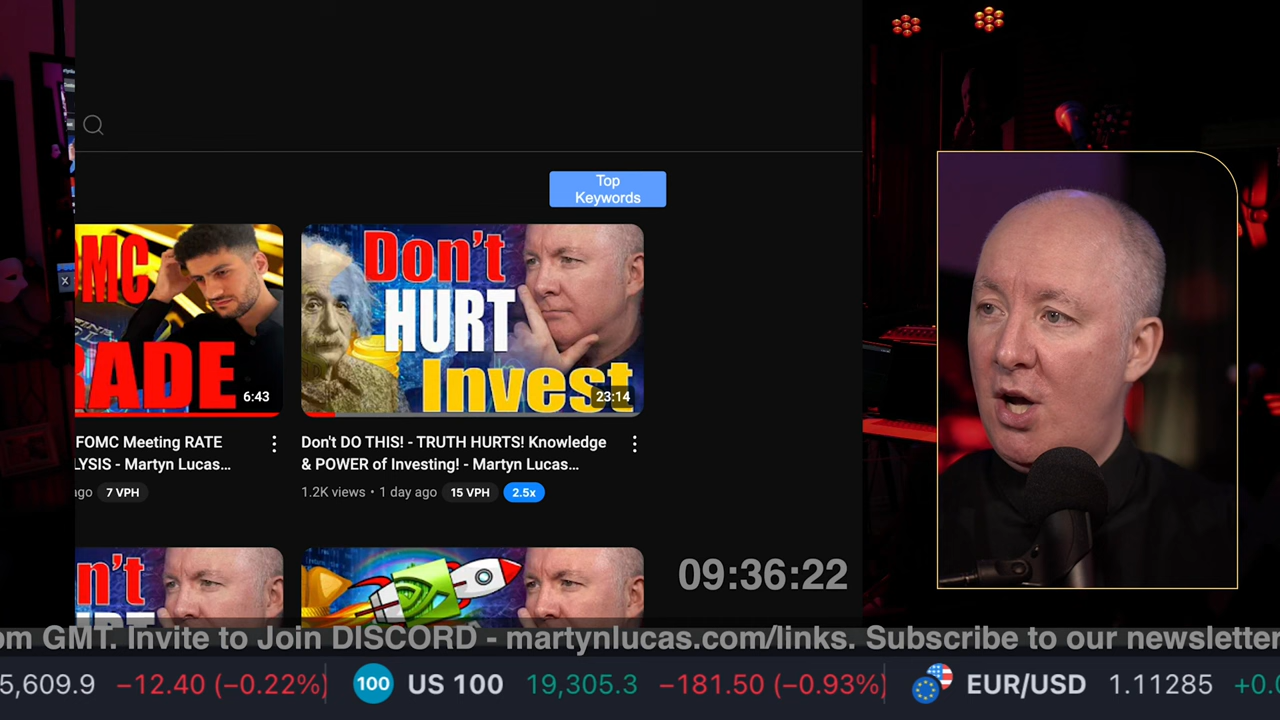 Top
Keywords
MC
RADE
6:43
Don't
HURT
Invest
23:14
FOMC Meeting RATE
LYSIS - Martyn Lucas...
ago
7 VPH
Don't DO THIS! - TRUTH HURTS! Knowledge
& POWER of Investing! - Martyn Lucas...
1.2K views • 1 day ago
15 VPH
2.5x
n't
09:36:22
om GMT. Invite to Join DISCORD - martynlucas.com/links. Subscribe to our newsletter
5,609.9 −12.40 (−0.22%)
100 US 100 19,305.3 −181.50 (−0.93%)
EUR/USD 1.11285 +0.0